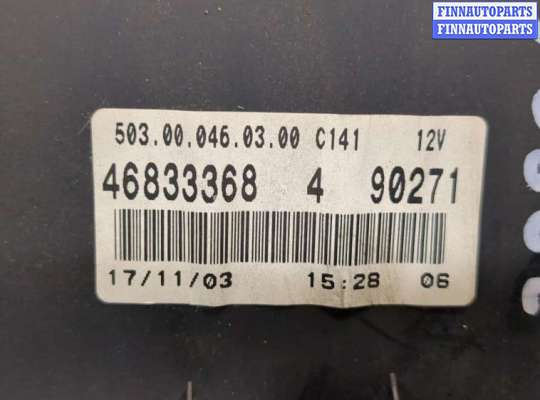 FINNAUTOPARTS
FINNAUTOPARTS
503.00.046.03.00 C141 12V
46833368 4 90271
17/11/03 15:28 06